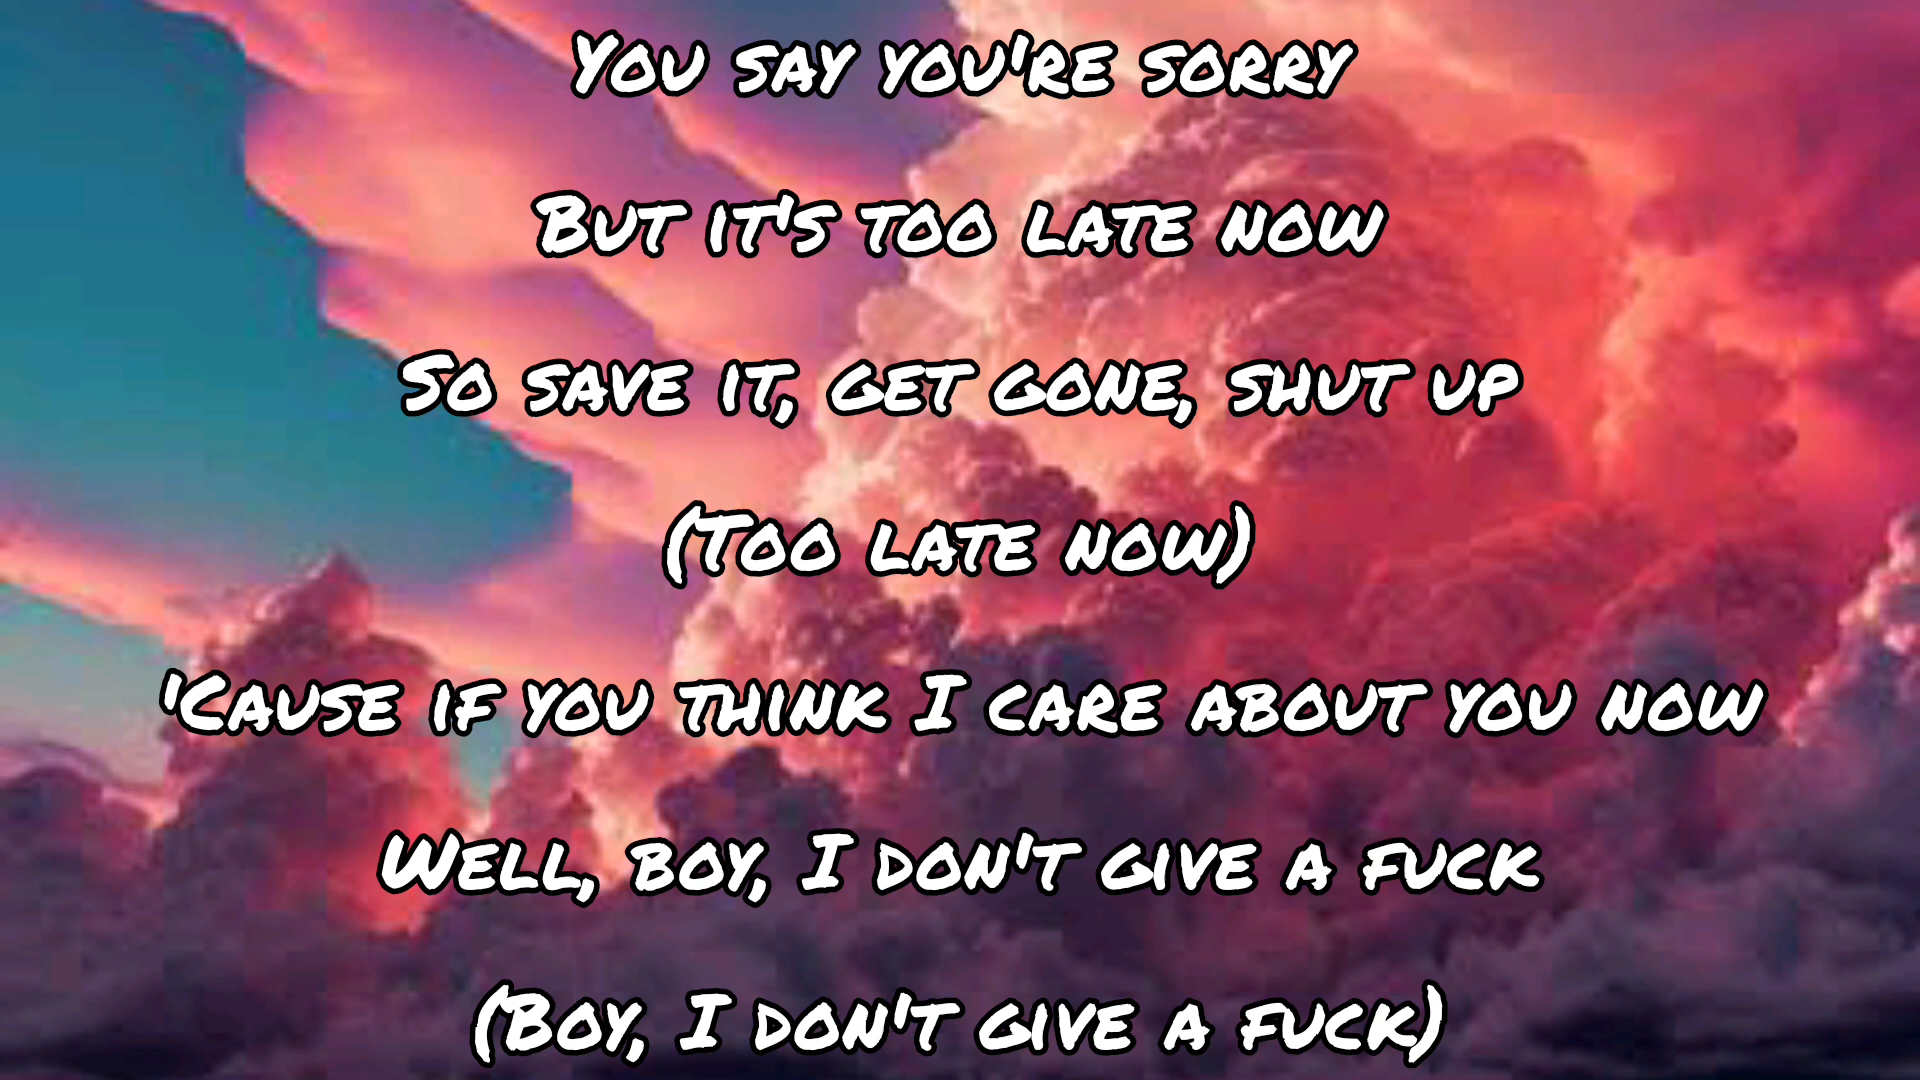 You say you're sorry
But it's too late now
So save it, get gone, shut up
(Too late now)
'Cause if you think I care about you now
Well, boy, I don't give a fuck
(Boy, I don't give a fuck)